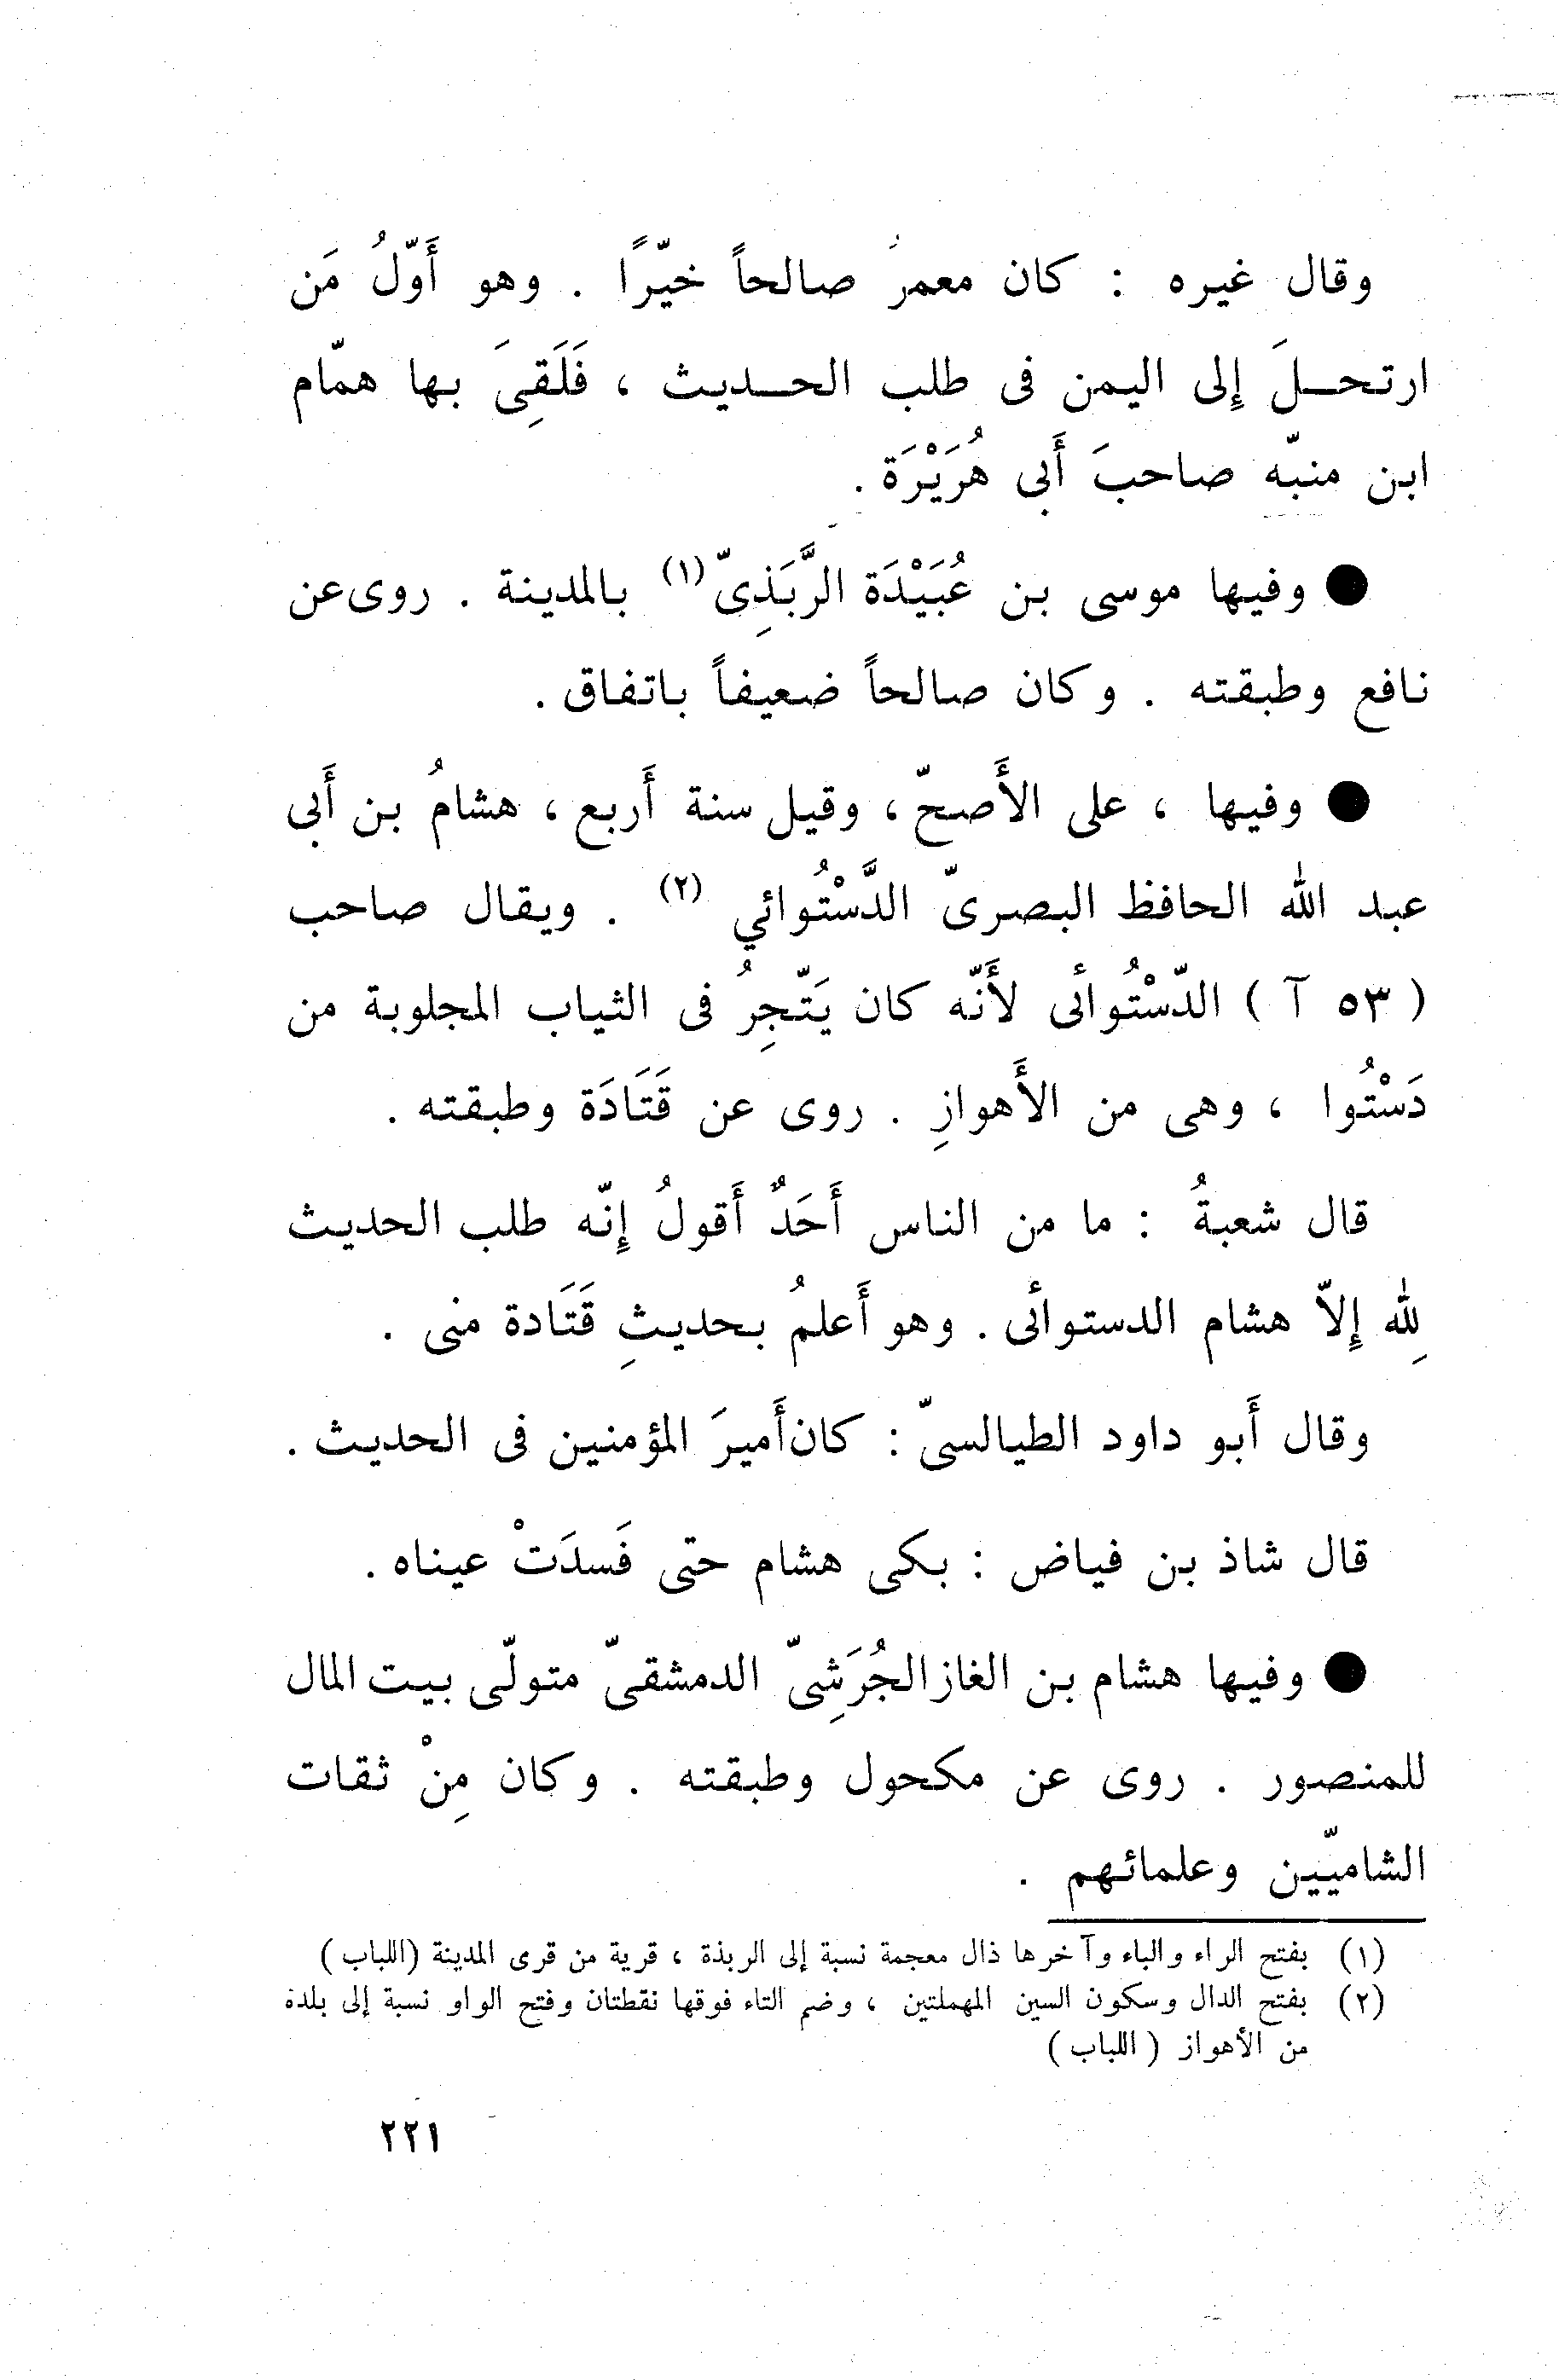 وقال غيره : كان معمرُ صالحاً خيّرًا . وهو أَوّلُ مَن
ارتحـلَ إِلى اليمن فى طلب الحـديث ، فَلَقِىَ بها همّام
ابن منبّه صاحبَ أَبى هُرَيْرَة .
● وفيها موسى بن عُبَيْدَة الرَّبَذِىّ (١) بالمدينة . روى عن
نافع وطبقته . وكان صالحاً ضعيفاً باتفاق .
● وفيها ، على الأَصحّ ، وقيل سنة أَربع ، هشامُ بن أَبى
عبد الله الحافظ البصرىّ الدَّسْتُوائي (٢) . ويقال صاحب
( ٥٣ آ ) الدّسْتُوأئى لأَنّه كان يَتّجِرُ فى الثياب المجلوبة من
دَسْتُوا ، وهى من الأَهوازِ . روى عن قَتَادَة وطبقته .
قال شعبةُ : ما من الناس أَحَدٌ أَقولُ إِنّه طلب الحديث
لِله إِلاّ هشام الدستوأئى . وهو أَعلمُ بحديثِ قَتَادة منى .
وقال أَبو داود الطيالسىّ : كان أَميرَ المؤمنين فى الحديث .
قال شاذ بن فياض : بكى هشام حتى فَسدَتْ عيناه .
● وفيها هشام بن الغاز الجُرَشِىّ الدمشقىّ متولّى بيت المال
للمنصور . روى عن مكحول وطبقته . وكان مِنْ ثقات
الشاميّين وعلمائهم .
(١) بفتح الراء والباء وآخرها ذال معجمة نسبة إلى الربذة ، قرية من قرى المدينة (اللباب )
(٢) بفتح الدال وسكون السين المهملتين ، وضم التاء فوقها نقطتان وفتح الواو نسبة إلى بلدة
من الأهواز ( اللباب )
٢٢١